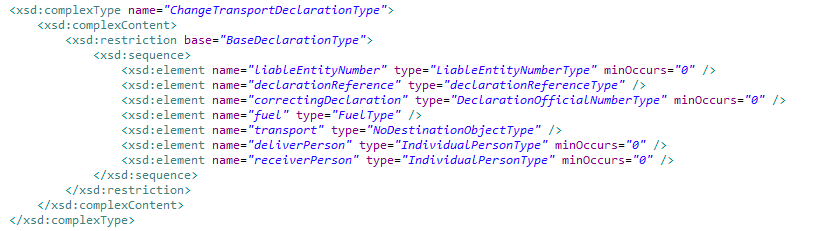 <xsd:complexType name="ChangeTransportDeclarationType">
<xsd:complexContent>
<xsd:restriction base="BaseDeclarationType">
<xsd:sequence>
<xsd:element name="liableEntityNumber" type="LiableEntityNumberType" minOccurs="0" />
<xsd:element name="declarationReference" type="declarationReferenceType" />
<xsd:element name="correctingDeclaration" type="DeclarationOfficialNumberType" minOccurs="0" />
<xsd:element name="fuel" type="FuelType" />
<xsd:element name="transport" type="NoDestinationObjectType" />
<xsd:element name="deliverPerson" type="IndividualPersonType" minOccurs="0" />
<xsd:element name="receiverPerson" type="IndividualPersonType" minOccurs="0" />
</xsd:sequence>
</xsd:restriction>
</xsd:complexContent>
</xsd:complexType>